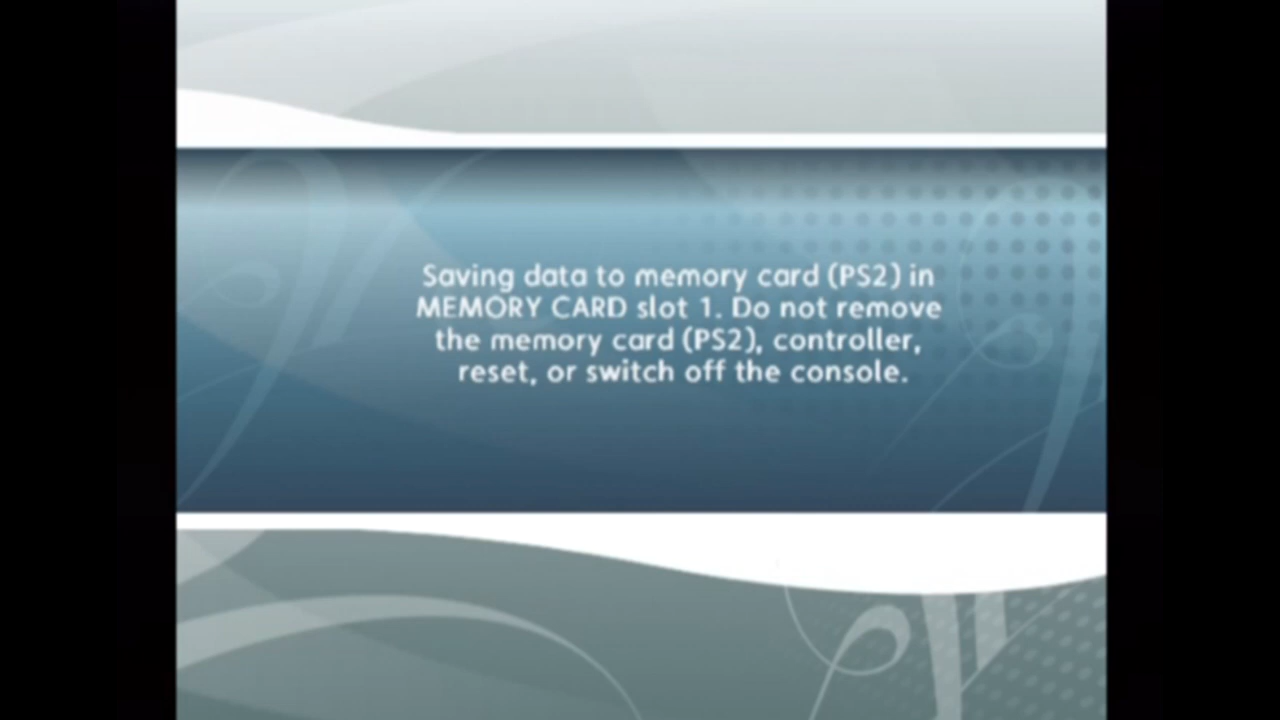 Saving data to memory card (PS2) in
MEMORY CARD slot 1. Do not remove
the memory card (PS2), controller,
reset, or switch off the console.